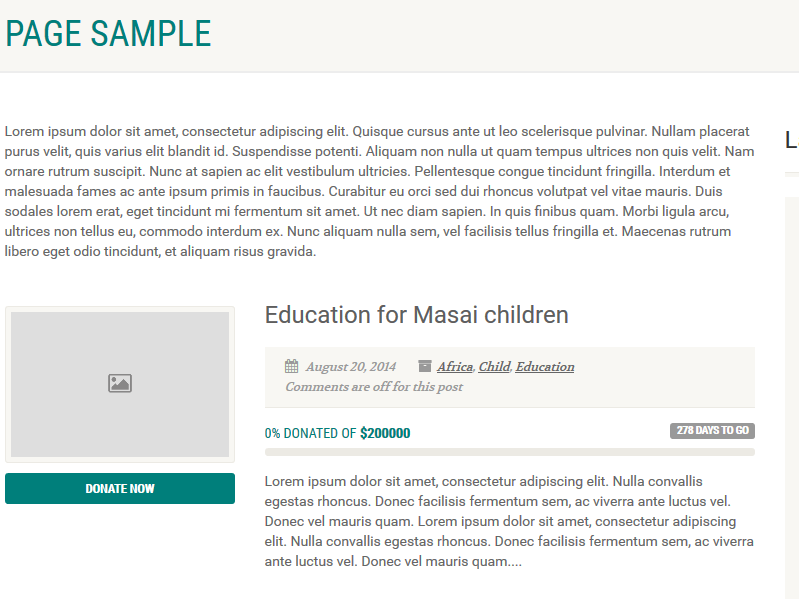 PAGE SAMPLE
Lorem ipsum dolor sit amet, consectetur adipiscing elit. Quisque cursus ante ut leo scelerisque pulvinar. Nullam placerat
purus velit, quis varius elit blandit id. Suspendisse potenti. Aliquam non nulla ut quam tempus ultrices non quis velit. Nam
ornare rutrum suscipit. Nunc at sapien ac elit vestibulum ultricies. Pellentesque congue tincidunt fringilla. Interdum et
malesuada fames ac ante ipsum primis in faucibus. Curabitur eu orci sed dui rhoncus volutpat vel vitae mauris. Duis
sodales lorem erat, eget tincidunt mi fermentum sit amet. Ut nec diam sapien. In quis finibus quam. Morbi ligula arcu,
ultrices non tellus eu, commodo interdum ex. Nunc aliquam nulla sem, vel facilisis tellus fringilla et. Maecenas rutrum
libero eget odio tincidunt, et aliquam risus gravida.
Education for Masai children
August 20, 2014 Africa, Child, Education
Comments are off for this post
0% DONATED OF $200000 278 DAYS TO GO
DONATE NOW
Lorem ipsum dolor sit amet, consectetur adipiscing elit. Nulla convallis
egestas rhoncus. Donec facilisis fermentum sem, ac viverra ante luctus vel.
Donec vel mauris quam. Lorem ipsum dolor sit amet, consectetur adipiscing
elit. Nulla convallis egestas rhoncus. Donec facilisis fermentum sem, ac viverra
ante luctus vel. Donec vel mauris quam....